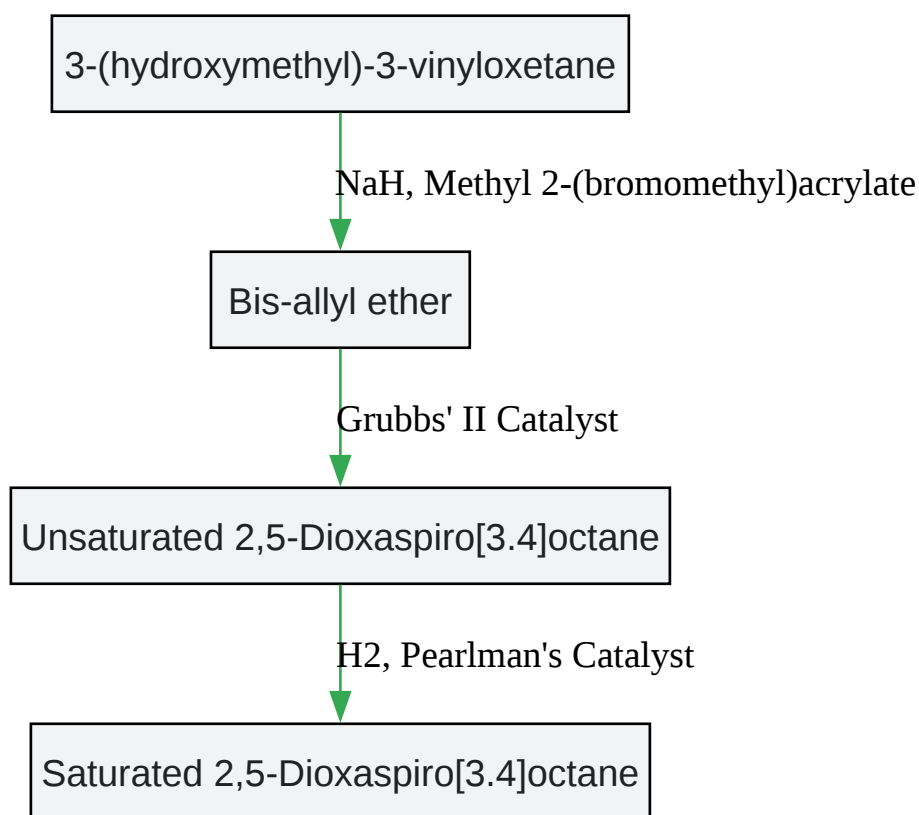 3-(hydroxymethyl)-3-vinyloxetane
NaH, Methyl 2-(bromomethyl)acrylate
Bis-allyl ether
Grubbs' II Catalyst
Unsaturated 2,5-Dioxaspiro[3.4]octane
H2, Pearlman's Catalyst
Saturated 2,5-Dioxaspiro[3.4]octane